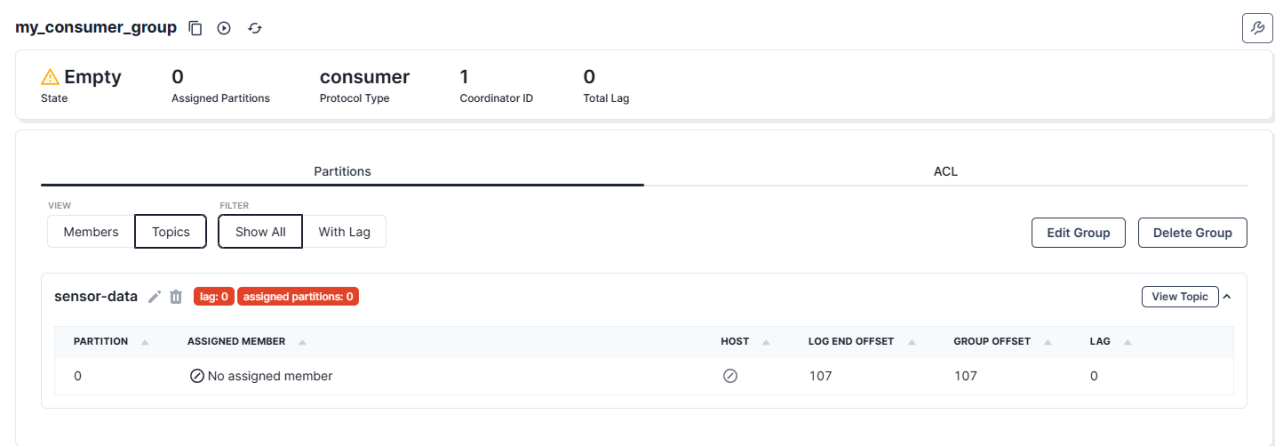 my_consumer_group
Empty 0 consumer 1 0
State Assigned Partitions Protocol Type Coordinator ID Total Lag
Partitions ACL
VIEW FILTER
Members Topics Show All With Lag Edit Group Delete Group
sensor-data lag: 0 assigned partitions: 0 View Topic
PARTITION ASSIGNED MEMBER HOST LOG END OFFSET GROUP OFFSET LAG
0 No assigned member 107 107 0